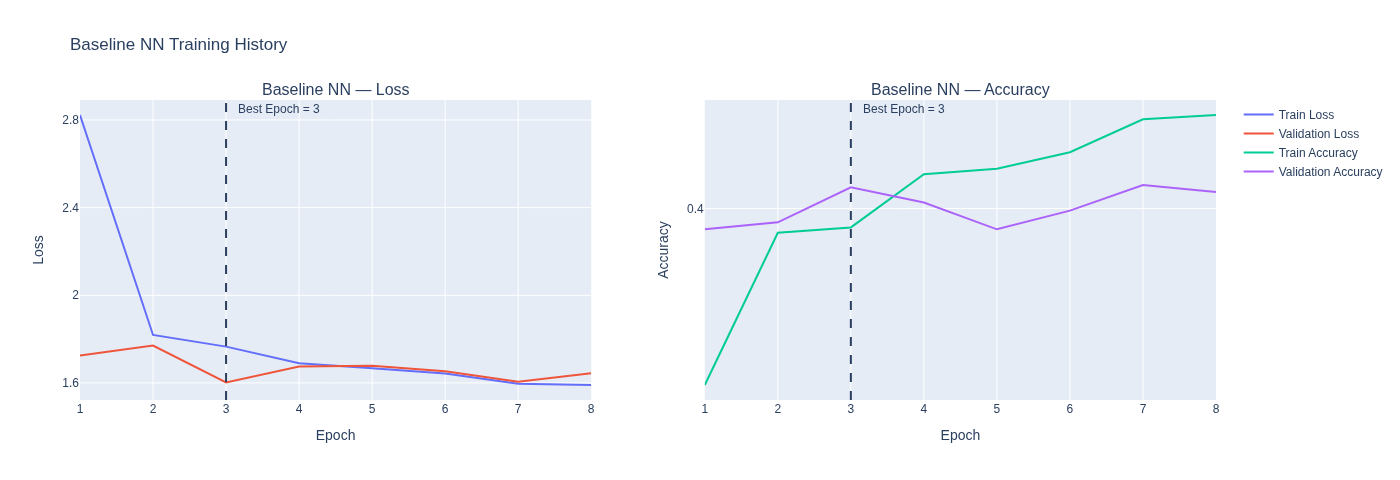 Baseline NN Training History
Baseline NN — Loss
Best Epoch = 3
2.8
2.4
2
1.6
Loss
1 2 3 4 5 6 7 8
Epoch
Baseline NN — Accuracy
Best Epoch = 3
0.4
Accuracy
1 2 3 4 5 6 7 8
Epoch
Train Loss
Validation Loss
Train Accuracy
Validation Accuracy